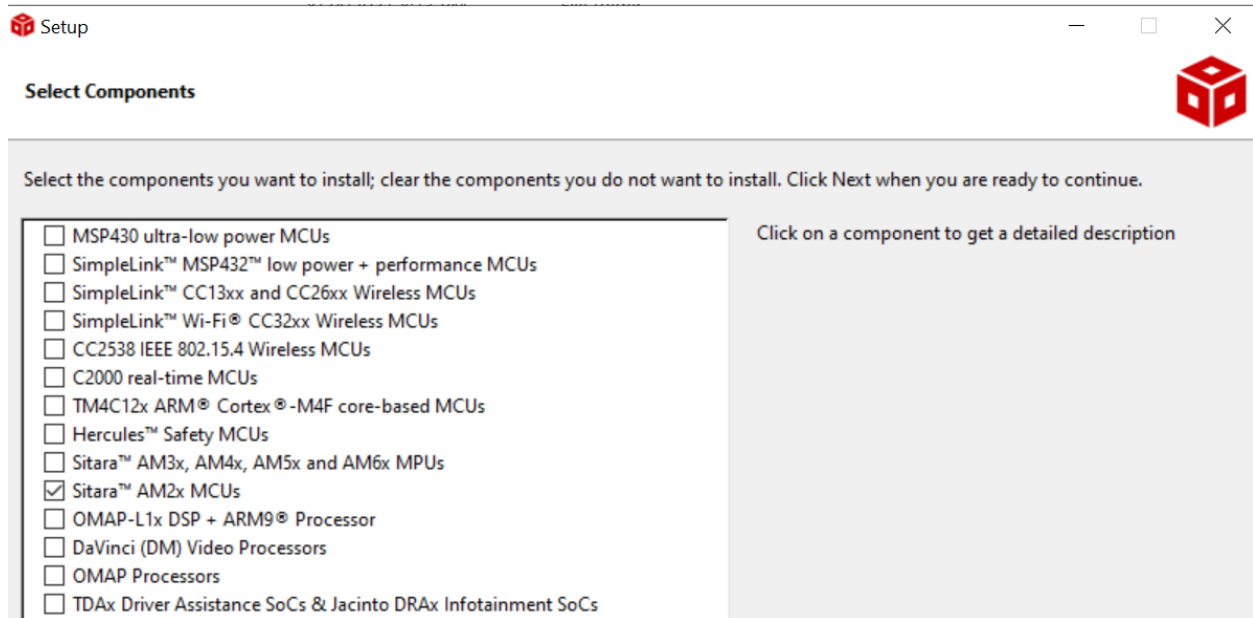 Setup
Select Components
Select the components you want to install; clear the components you do not want to install. Click Next when you are ready to continue.
MSP430 ultra-low power MCUs
SimpleLink™ MSP432™ low power + performance MCUs
SimpleLink™ CC13xx and CC26xx Wireless MCUs
SimpleLink™ Wi-Fi® CC32xx Wireless MCUs
CC2538 IEEE 802.15.4 Wireless MCUs
C2000 real-time MCUs
TM4C12x ARM® Cortex®-M4F core-based MCUs
Hercules™ Safety MCUs
Sitara™ AM3x, AM4x, AM5x and AM6x MPUs
Sitara™ AM2x MCUs
OMAP-L1x DSP + ARM9® Processor
DaVinci (DM) Video Processors
OMAP Processors
TDAx Driver Assistance SoCs & Jacinto DRAx Infotainment SoCs
Click on a component to get a detailed description